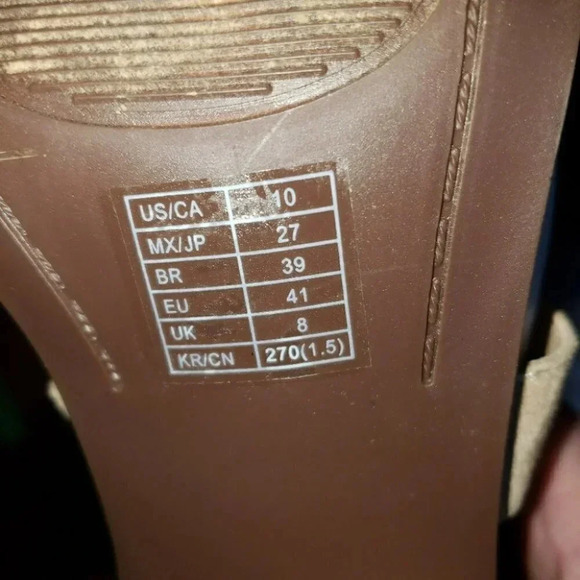 US/CA 10
MX/JP 27
BR 39
EU 41
UK 8
KR/CN 270(1.5)